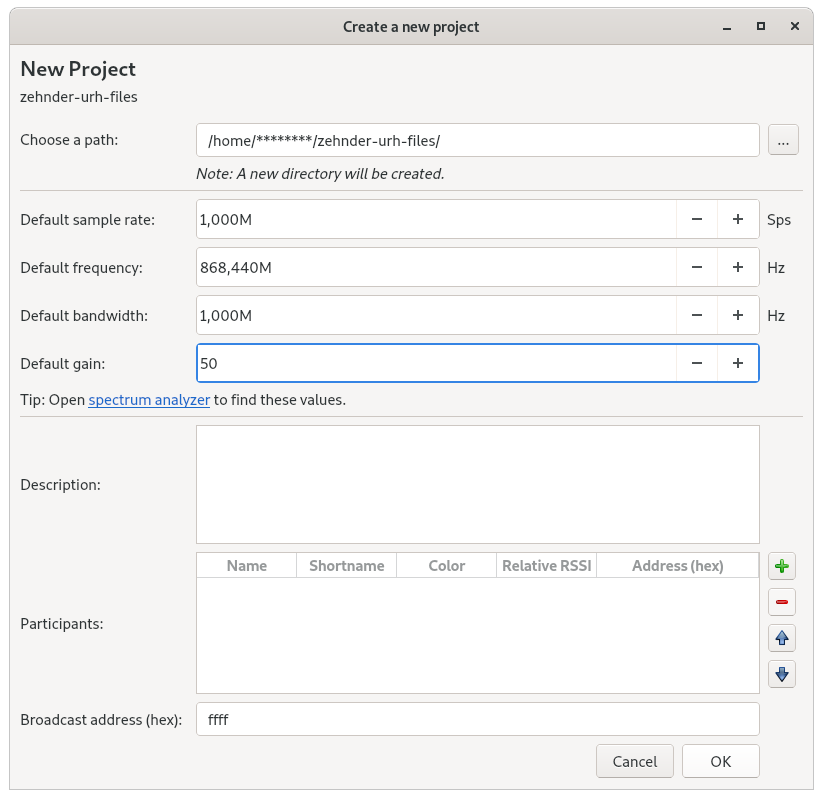 Create a new project
New Project
zehnder-urh-files
Choose a path: /home/********/zehnder-urh-files/ ...
Note: A new directory will be created.
Default sample rate: 1,000M − + Sps
Default frequency: 868,440M − + Hz
Default bandwidth: 1,000M − + Hz
Default gain: 50 − +
Tip: Open spectrum analyzer to find these values.
Description:
Name Shortname Color Relative RSSI Address (hex)
Participants:
Broadcast address (hex): ffff
Cancel OK